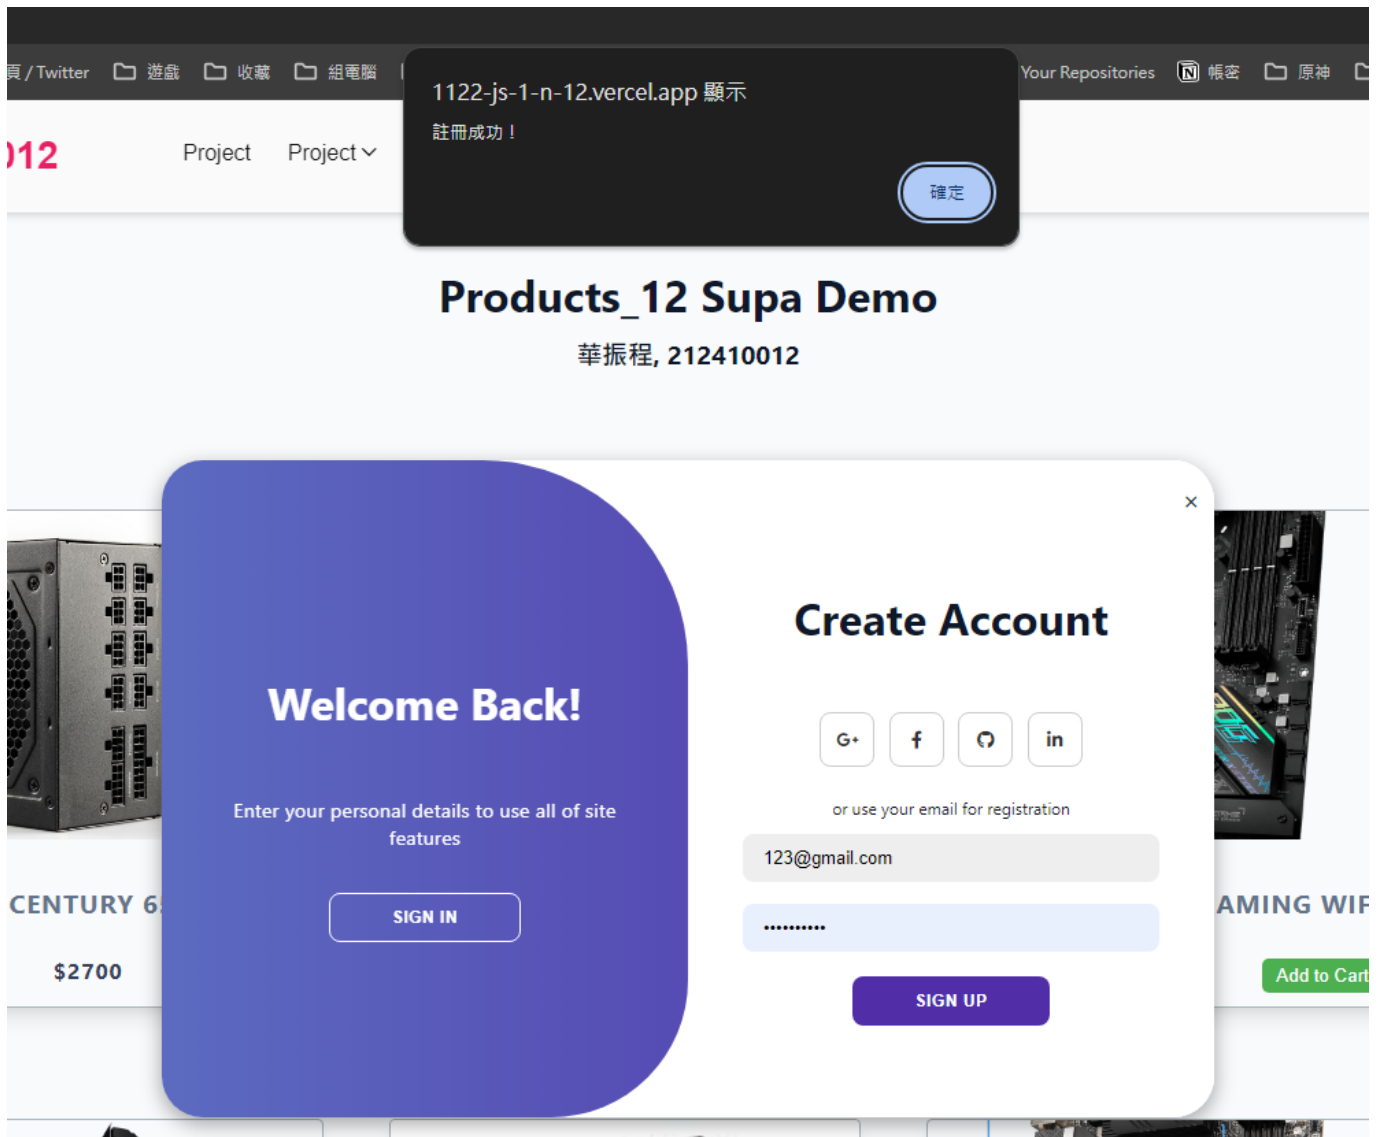 頁 / Twitter 遊戲 收藏 組電腦 Your Repositories 帳密 原神
1122-js-1-n-12.vercel.app 顯示
註冊成功！
確定
012 Project Project
Products_12 Supa Demo
華振程, 212410012
×
Create Account
Welcome Back!
G+ f in
or use your email for registration
Enter your personal details to use all of site
features
123@gmail.com
SIGN IN
••••••••••
SIGN UP
CENTURY 6
AMING WIF
$2700
Add to Cart